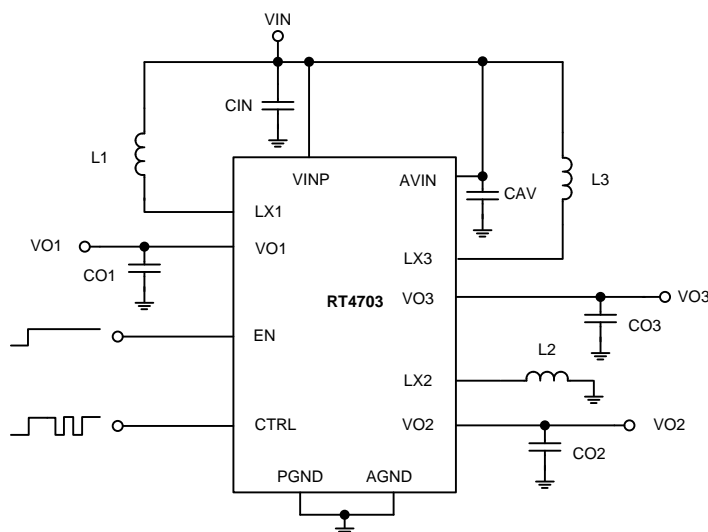 VIN
CIN
L1
VINP
AVIN
CAV
L3
LX1
VO1
VO1
CO1
LX3
RT4703
VO3
VO3
CO3
EN
L2
LX2
CTRL
VO2
VO2
CO2
PGND
AGND